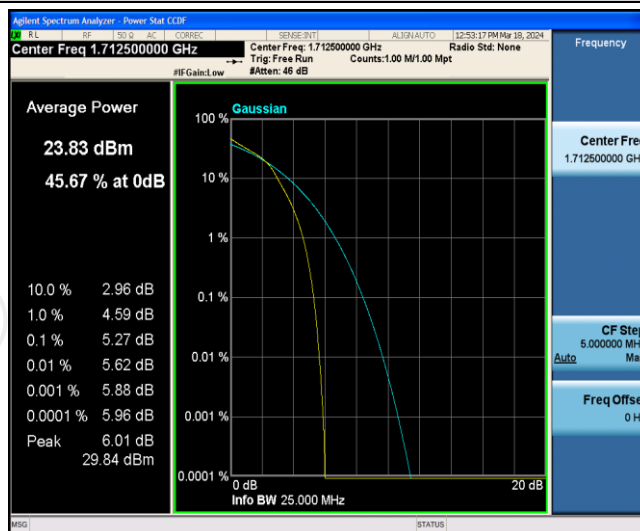 Agilent Spectrum Analyzer - Power Stat CCDF
RL RF 50 Ω AC CORREC SENSE:INT ALIGNAUTO 12:53:17 PM Mar 18, 2024
Center Freq 1.712500000 GHz
Center Freq: 1.712500000 GHz Radio Std: None
Trig: Free Run Counts:1.00 M/1.00 Mpt
#IFGain:Low #Atten: 46 dB
Frequency
Average Power
23.83 dBm
45.67 % at 0dB
10.0 % 2.96 dB
1.0 % 4.59 dB
0.1 % 5.27 dB
0.01 % 5.62 dB
0.001 % 5.88 dB
0.0001 % 5.96 dB
Peak 6.01 dB
29.84 dBm
Gaussian
100 %
10 %
1 %
0.1 %
0.01 %
0.001 %
0.0001 %
0 dB 20 dB
Info BW 25.000 MHz
Center Fre
1.712500000 GH
CF Step
5.000000 MH
Auto Ma
Freq Offse
0 H
MSG STATUS